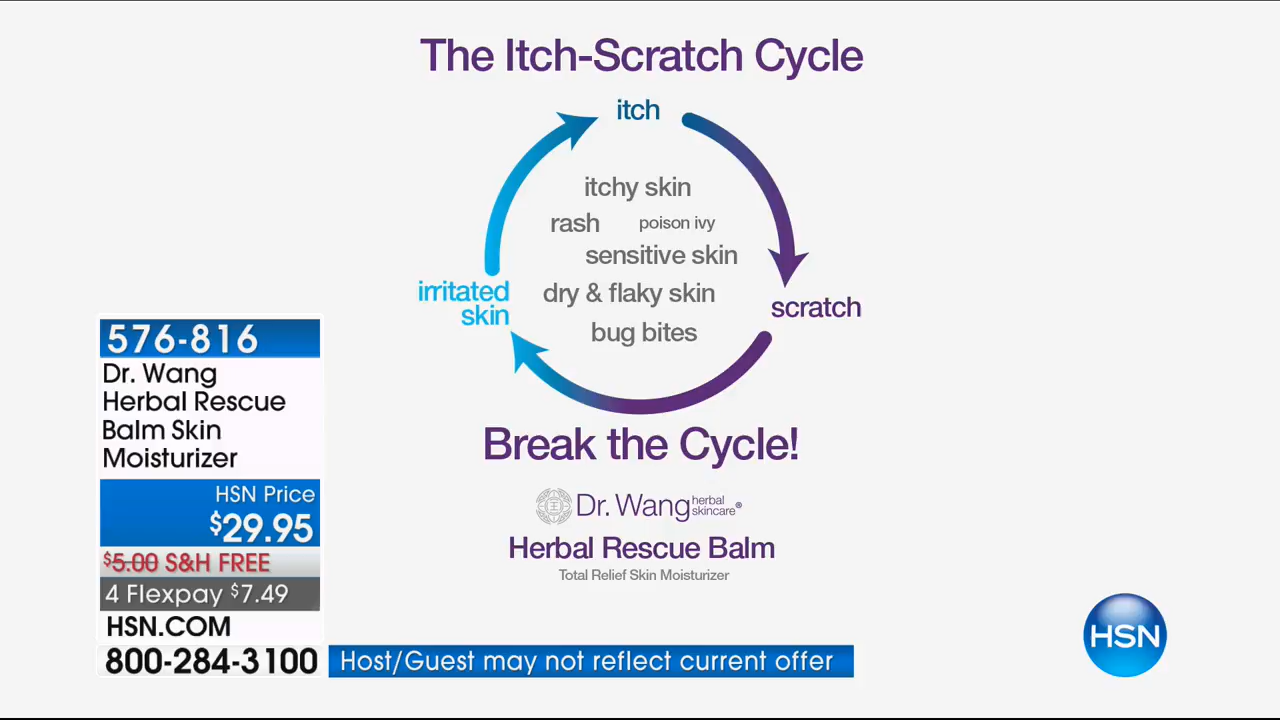 The Itch-Scratch Cycle
itch
itchy skin
rash
poison ivy
sensitive skin
dry & flaky skin
bug bites
scratch
irritated
skin
Break the Cycle!
Dr. Wang herbal skincare®
Herbal Rescue Balm
Total Relief Skin Moisturizer
576-816
Dr. Wang
Herbal Rescue
Balm Skin
Moisturizer
HSN Price
$29.95
$5.00 S&H FREE
4 Flexpay $7.49
HSN.COM
800-284-3100
Host/Guest may not reflect current offer
HSN